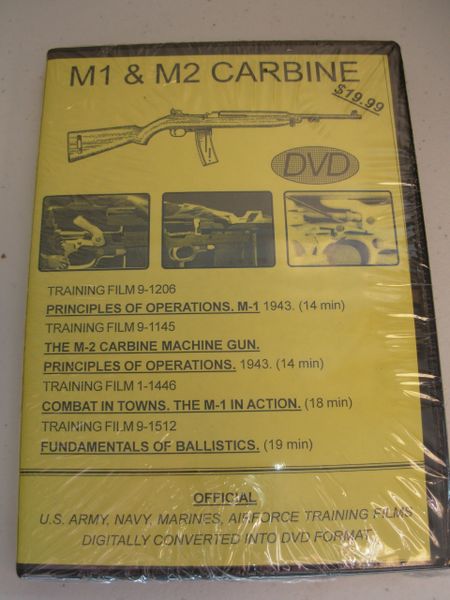 M1 & M2 CARBINE
$19.99
DVD
TRAINING FILM 9-1206
PRINCIPLES OF OPERATIONS. M-1 1943. (14 min)
TRAINING FILM 9-1145
THE M-2 CARBINE MACHINE GUN.
PRINCIPLES OF OPERATIONS. 1943. (14 min)
TRAINING FILM 1-1446
COMBAT IN TOWNS. THE M-1 IN ACTION. (18 min)
TRAINING FILM 9-1512
FUNDAMENTALS OF BALLISTICS. (19 min)
OFFICIAL
U.S. ARMY, NAVY, MARINES, AIRFORCE TRAINING FILMS
DIGITALLY CONVERTED INTO DVD FORMAT